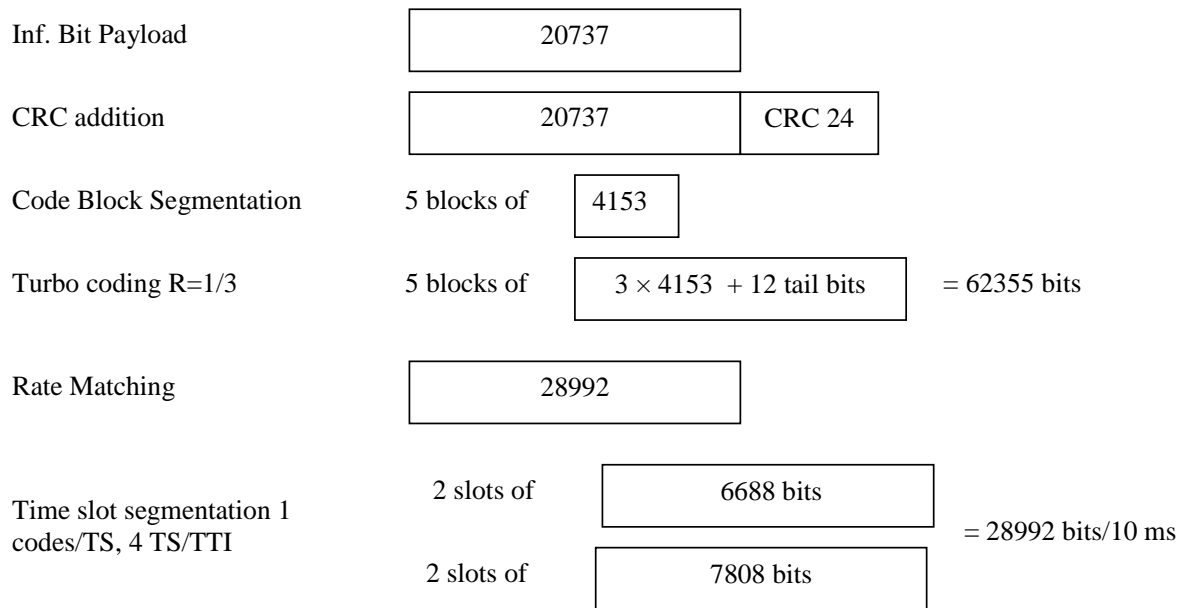 Inf. Bit Payload 20737
CRC addition 20737 CRC 24
Code Block Segmentation 5 blocks of 4153
Turbo coding R=1/3 5 blocks of 3 × 4153 + 12 tail bits = 62355 bits
Rate Matching 28992
2 slots of 6688 bits
Time slot segmentation 1
codes/TS, 4 TS/TTI
= 28992 bits/10 ms
2 slots of 7808 bits